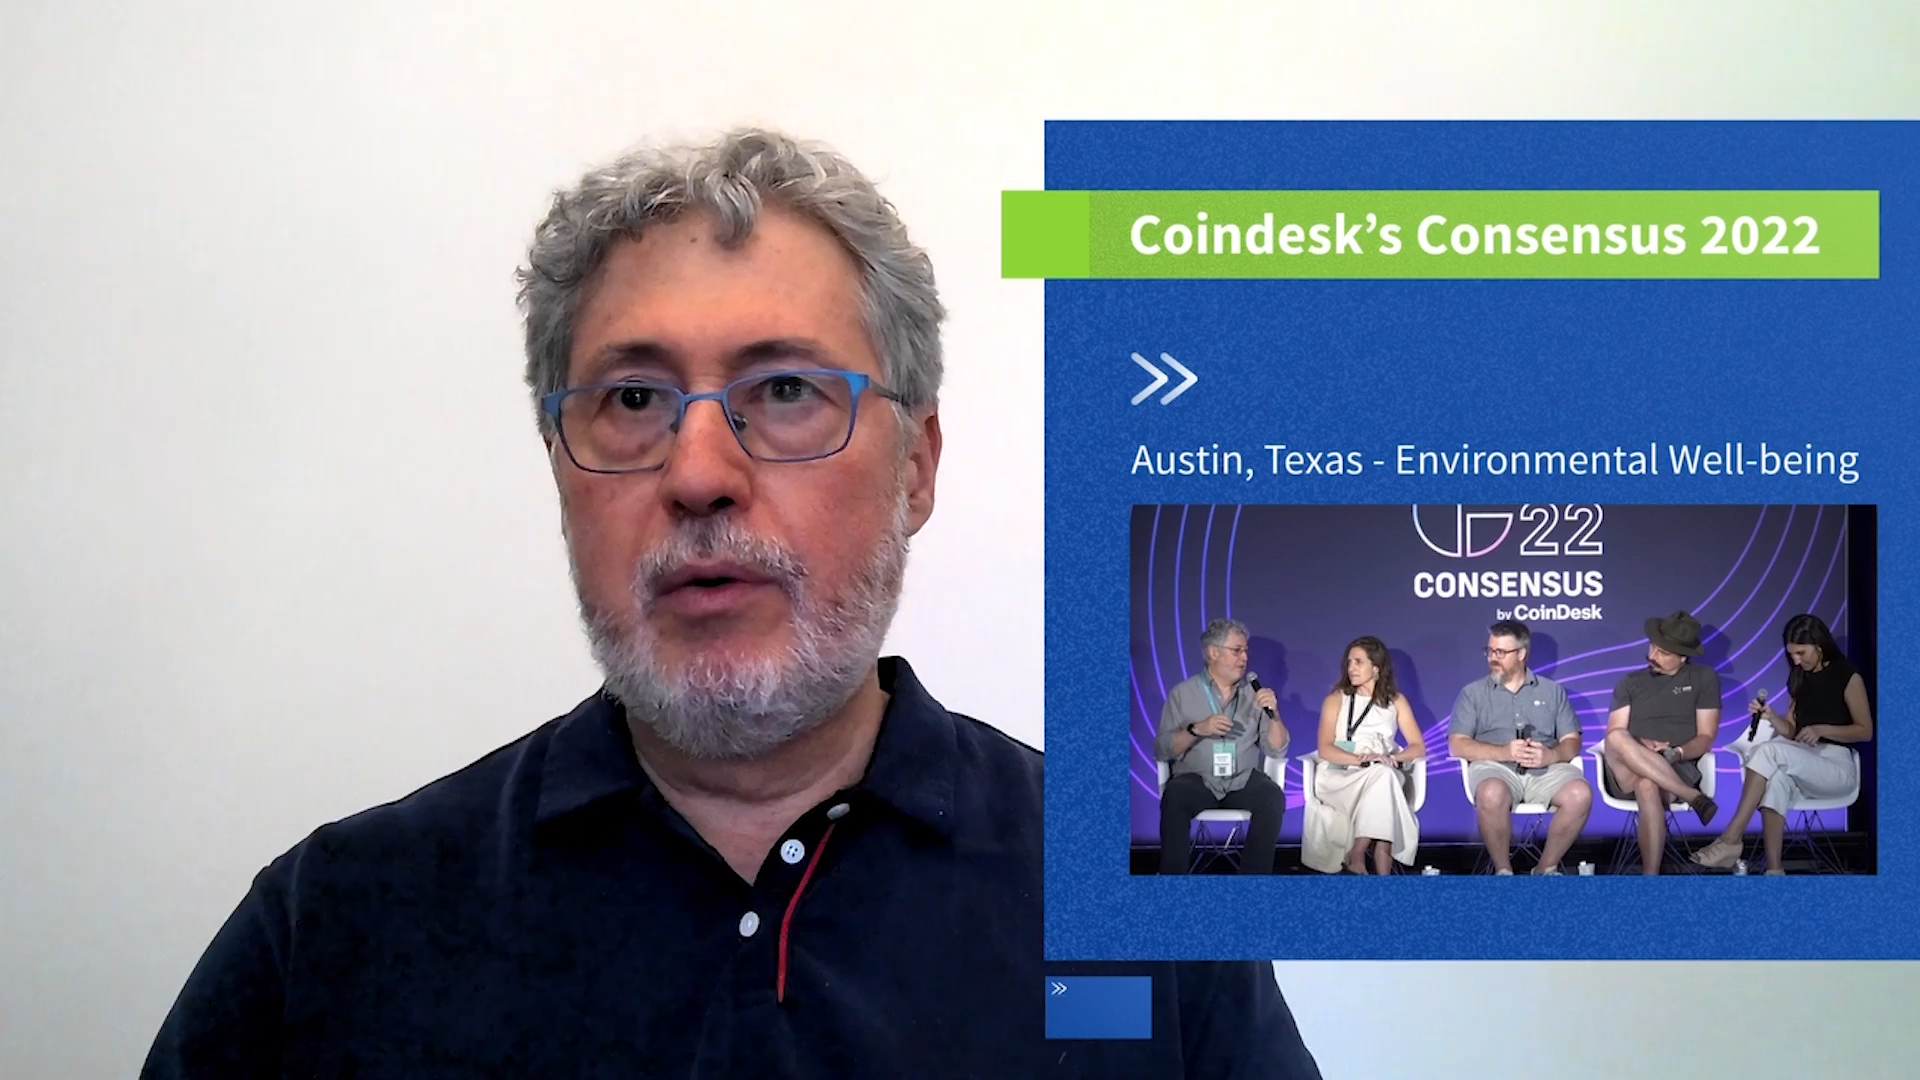 Coindesk's Consensus 2022
Austin, Texas - Environmental Well-being
22
CONSENSUS
by CoinDesk